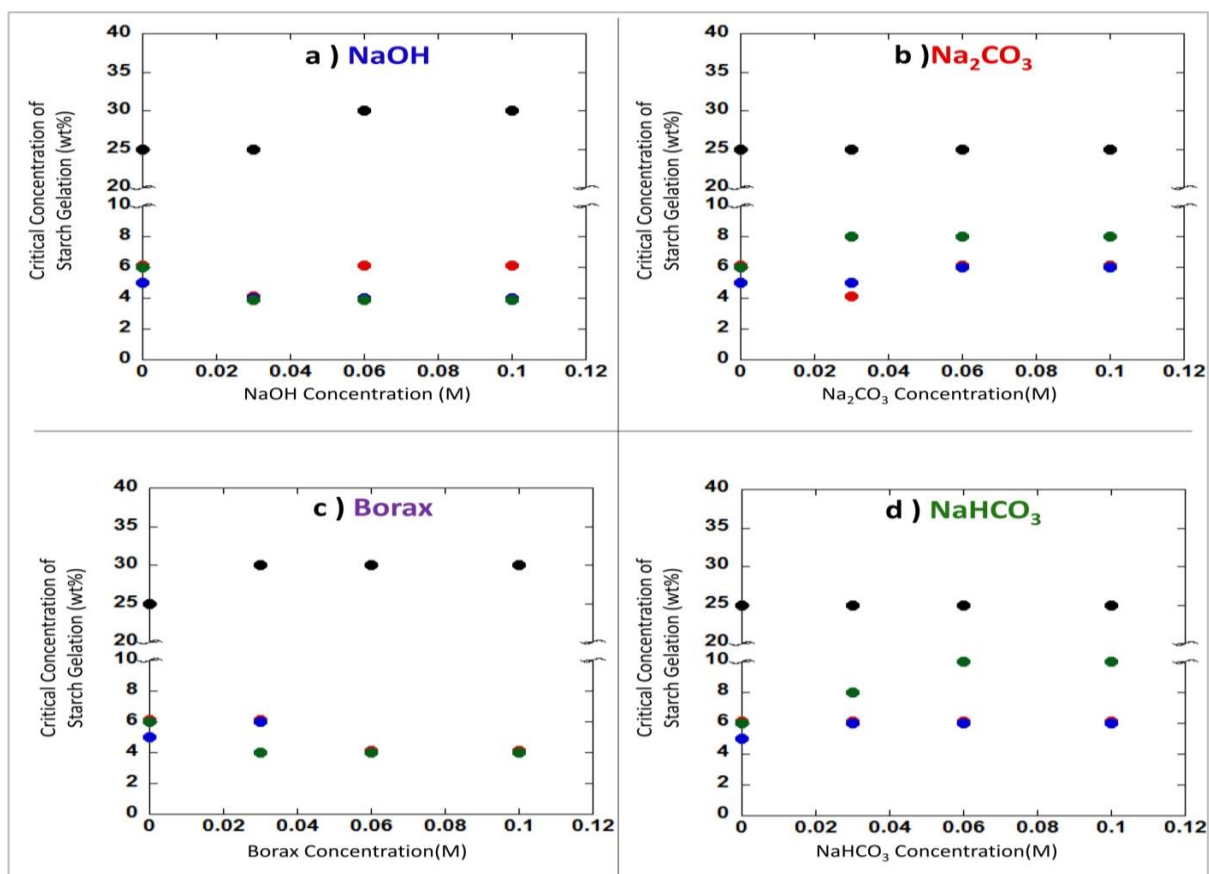 a ) NaOH
Critical Concentration of
Starch Gelation (wt%)
40
35
30
25
20
10
8
6
4
2
0
0 0.02 0.04 0.06 0.08 0.1 0.12
NaOH Concentration (M)
b )Na₂CO₃
Critical Concentration of
Starch Gelation (wt%)
40
35
30
25
20
10
8
6
4
2
0
0 0.02 0.04 0.06 0.08 0.1 0.12
Na₂CO₃ Concentration(M)
c ) Borax
Critical Concentration of
Starch Gelation (wt%)
40
35
30
25
20
10
8
6
4
2
0
0 0.02 0.04 0.06 0.08 0.1 0.12
Borax Concentration(M)
d ) NaHCO₃
Critical Concentration of
Starch Gelation (wt%)
40
35
30
25
20
10
8
6
4
2
0
0 0.02 0.04 0.06 0.08 0.1 0.12
NaHCO₃ Concentration(M)